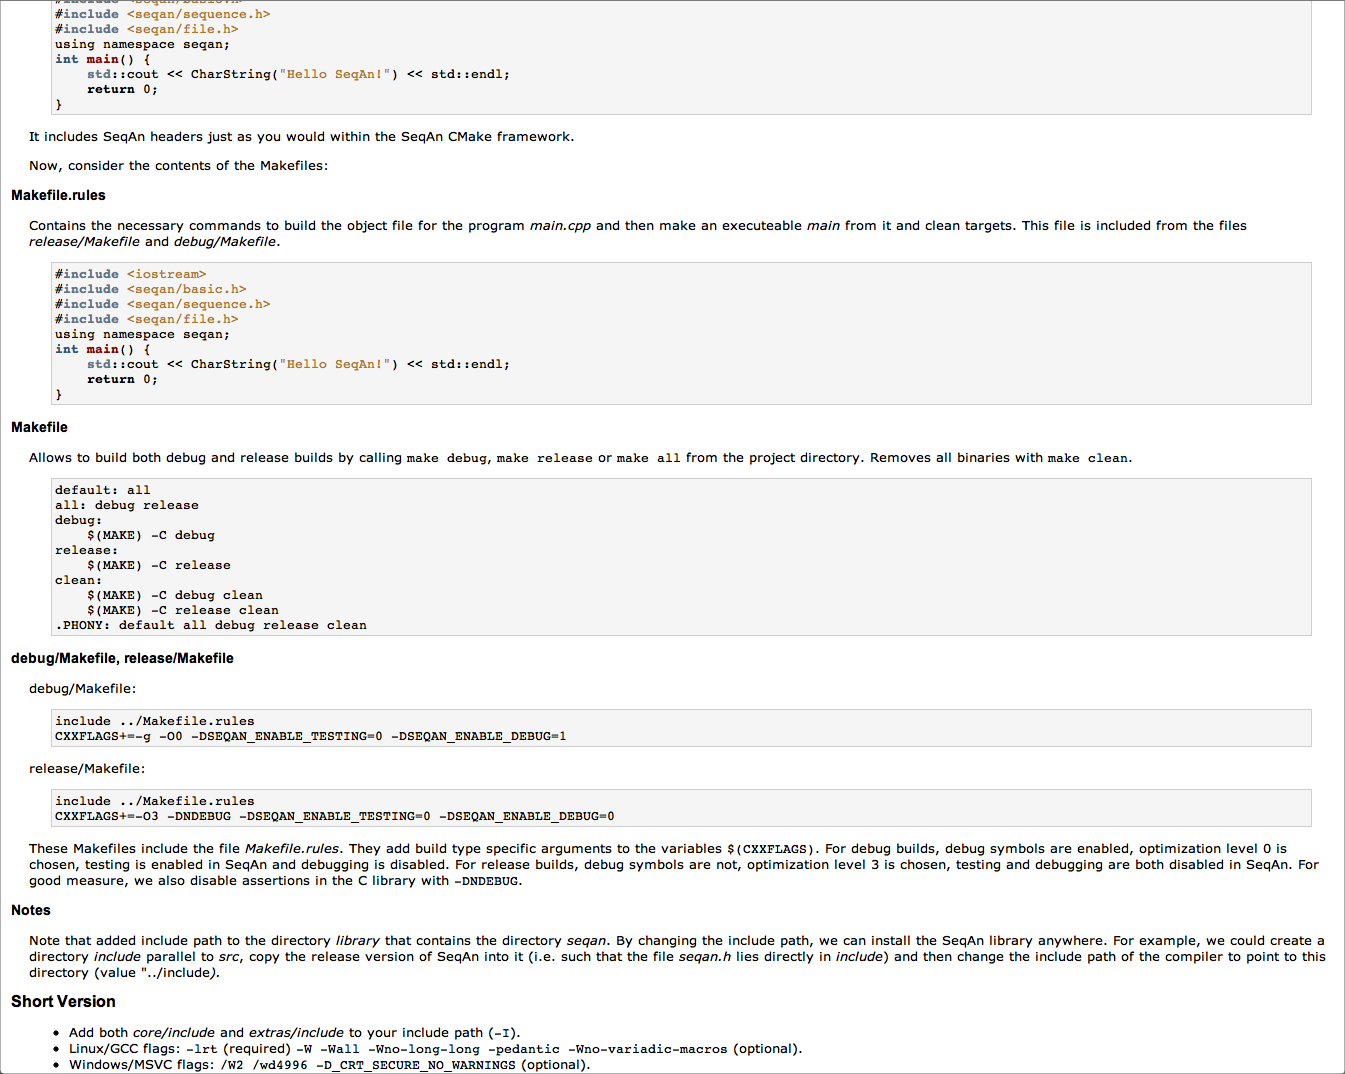 #include <seqan/basic.h>
#include <seqan/sequence.h>
#include <seqan/file.h>
using namespace seqan;
int main() {
    std::cout << CharString("Hello SeqAn!") << std::endl;
    return 0;
}
It includes SeqAn headers just as you would within the SeqAn CMake framework.
Now, consider the contents of the Makefiles:
Makefile.rules
Contains the necessary commands to build the object file for the program main.cpp and then make an executeable main from it and clean targets. This file is included from the files
release/Makefile and debug/Makefile.
#include <iostream>
#include <seqan/basic.h>
#include <seqan/sequence.h>
#include <seqan/file.h>
using namespace seqan;
int main() {
    std::cout << CharString("Hello SeqAn!") << std::endl;
    return 0;
}
Makefile
Allows to build both debug and release builds by calling make debug, make release or make all from the project directory. Removes all binaries with make clean.
default: all
all: debug release
debug:
    $(MAKE) -C debug
release:
    $(MAKE) -C release
clean:
    $(MAKE) -C debug clean
    $(MAKE) -C release clean
.PHONY: default all debug release clean
debug/Makefile, release/Makefile
debug/Makefile:
include ../Makefile.rules
CXXFLAGS+=-g -O0 -DSEQAN_ENABLE_TESTING=0 -DSEQAN_ENABLE_DEBUG=1
release/Makefile:
include ../Makefile.rules
CXXFLAGS+=-O3 -DNDEBUG -DSEQAN_ENABLE_TESTING=0 -DSEQAN_ENABLE_DEBUG=0
These Makefiles include the file Makefile.rules. They add build type specific arguments to the variables $(CXXFLAGS). For debug builds, debug symbols are enabled, optimization level 0 is
chosen, testing is enabled in SeqAn and debugging is disabled. For release builds, debug symbols are not, optimization level 3 is chosen, testing and debugging are both disabled in SeqAn. For
good measure, we also disable assertions in the C library with -DNDEBUG.
Notes
Note that added include path to the directory library that contains the directory seqan. By changing the include path, we can install the SeqAn library anywhere. For example, we could create a
directory include parallel to src, copy the release version of SeqAn into it (i.e. such that the file seqan.h lies directly in include) and then change the include path of the compiler to point to this
directory (value "../include).
Short Version
• Add both core/include and extras/include to your include path (-I).
• Linux/GCC flags: -lrt (required) -W -Wall -Wno-long-long -pedantic -Wno-variadic-macros (optional).
• Windows/MSVC flags: /W2 /wd4996 -D_CRT_SECURE_NO_WARNINGS (optional).